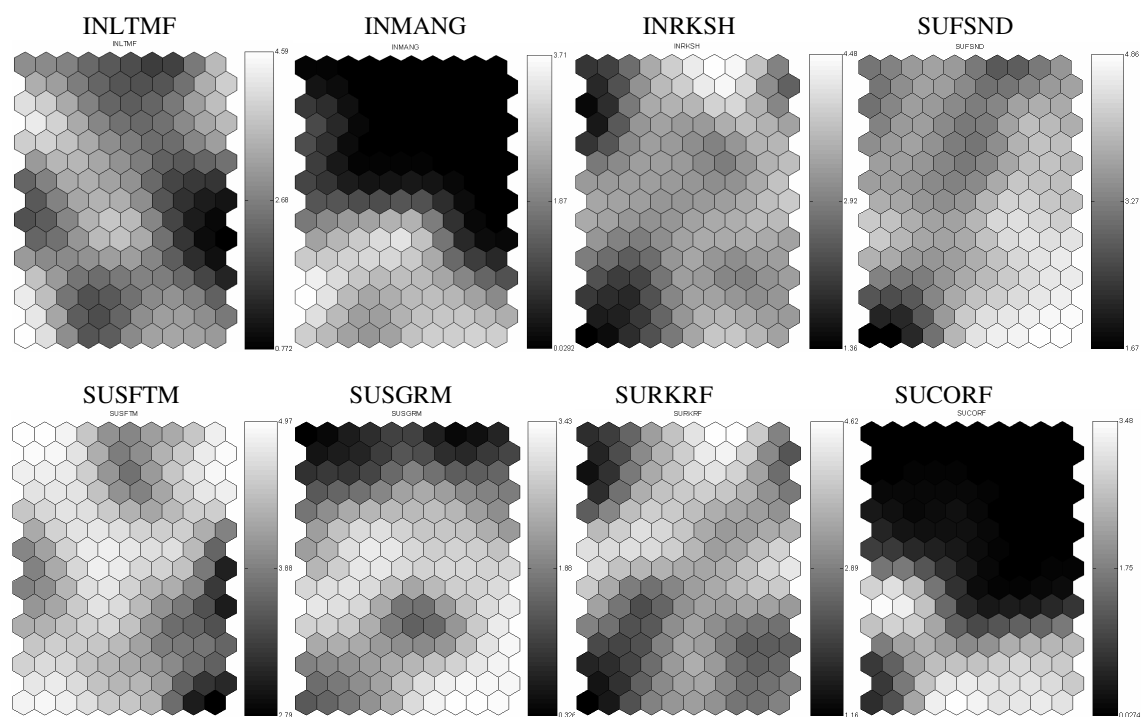 INLTMF INMANG INRKSH SUFSND
INLTMF INMANG INRKSH SUFSND
4.59 3.71 4.48 4.86
2.68 1.87 2.92 3.27
0.772 0.0292 1.36 1.67
SUSFTM SUSGRM SURKRF SUCORF
SUSFTM SUSGRM SURKRF SUCORF
4.97 3.43 4.62 3.48
3.88 1.88 2.89 1.75
2.79 0.326 1.16 0.0274